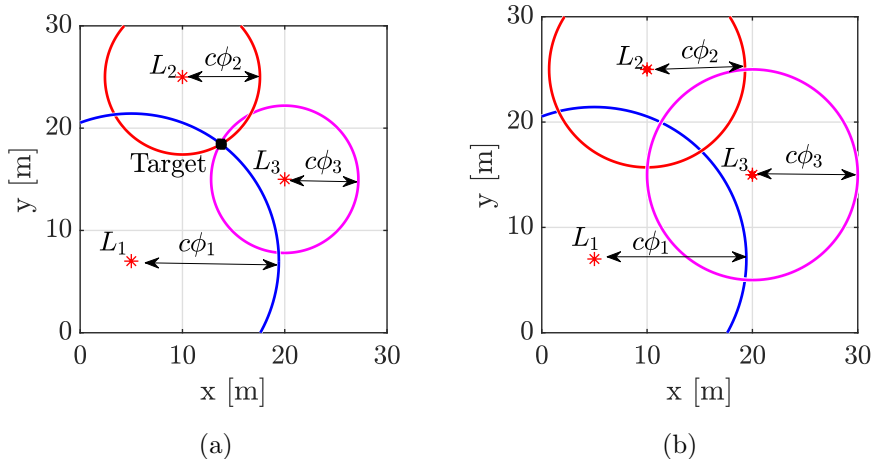 30
20
10
0
y [m]
0
10
20
30
x [m]
L₂
cϕ₂
Target
L₃
cϕ₃
L₁
cϕ₁
(a)
30
20
10
0
y [m]
0
10
20
30
x [m]
L₂
cϕ₂
L₃
cϕ₃
L₁
cϕ₁
(b)